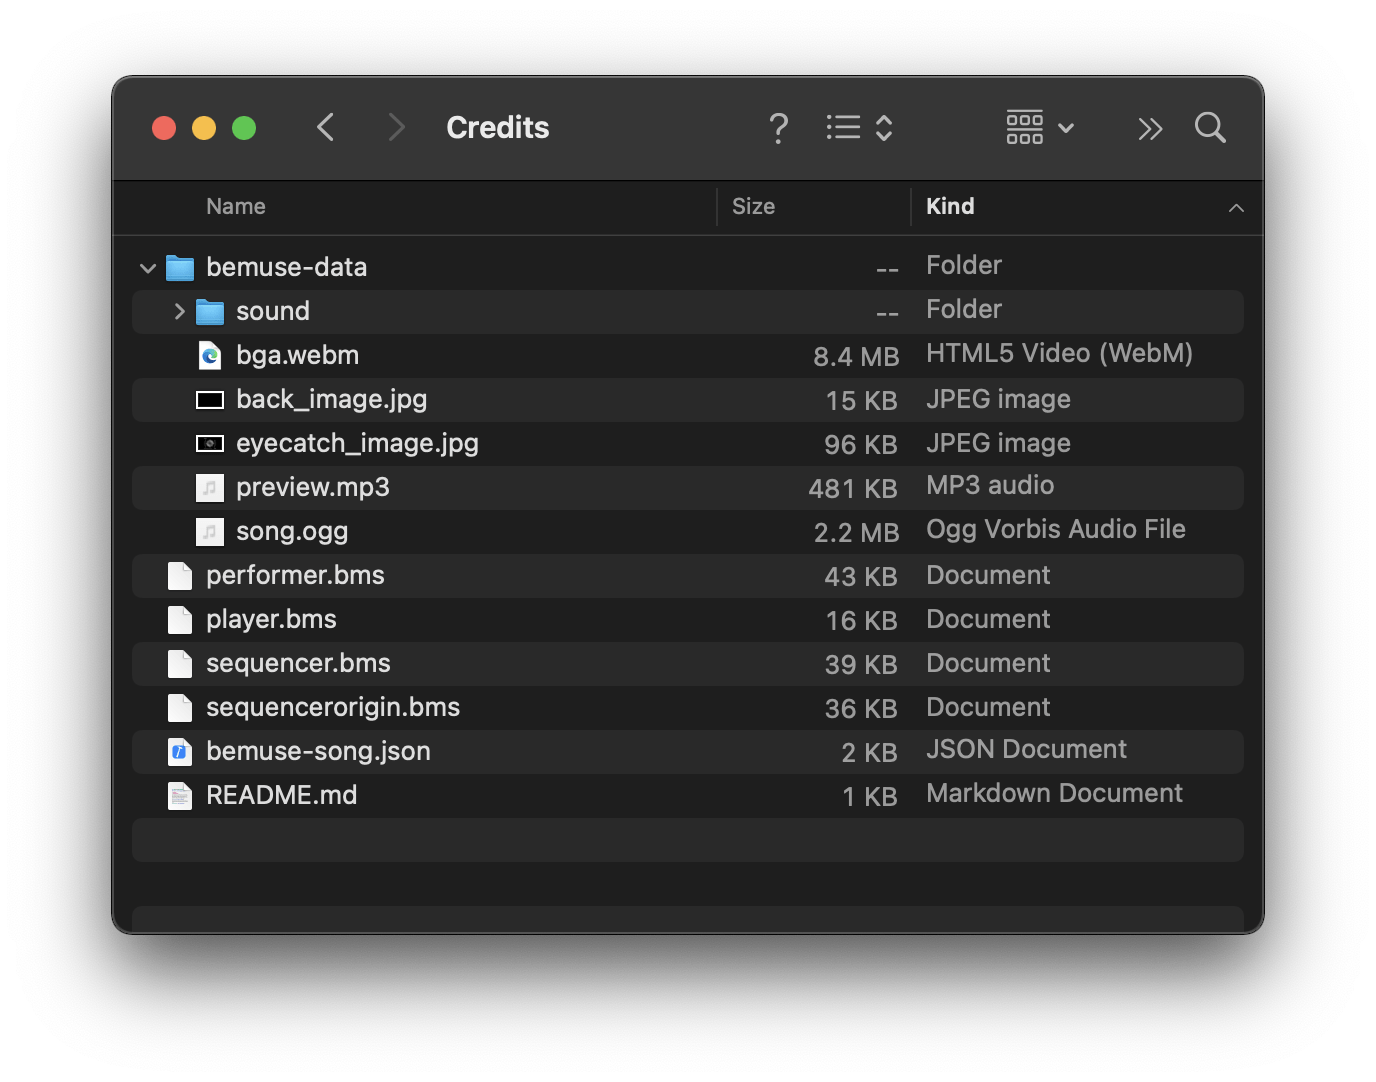 Credits
Name Size Kind
bemuse-data -- Folder
sound -- Folder
bga.webm 8.4 MB HTML5 Video (WebM)
back_image.jpg 15 KB JPEG image
eyecatch_image.jpg 96 KB JPEG image
preview.mp3 481 KB MP3 audio
song.ogg 2.2 MB Ogg Vorbis Audio File
performer.bms 43 KB Document
player.bms 16 KB Document
sequencer.bms 39 KB Document
sequencerorigin.bms 36 KB Document
bemuse-song.json 2 KB JSON Document
README.md 1 KB Markdown Document